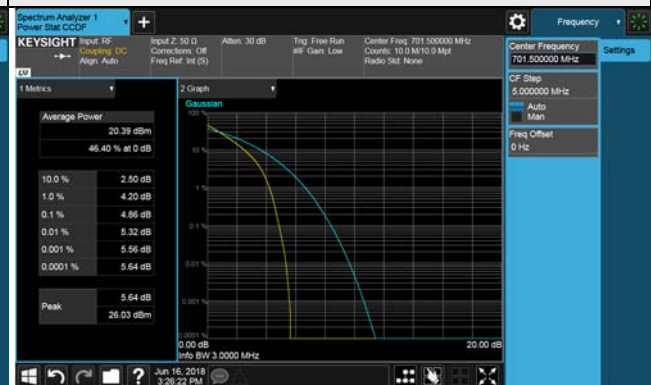 Spectrum Analyzer 1
Power Stat CCDF
Frequency
KEYSIGHT
Input: RF
Coupling: DC
Align: Auto
Input Z: 50 Ω
Corrections: Off
Freq Ref: Int (S)
Atten: 30 dB
Trig: Free Run
#IF Gain: Low
Center Freq: 701.500000 MHz
Counts: 10.0 M/10.0 Mpt
Radio Std: None
Center Frequency
701.500000 MHz
Settings
CF Step
5.000000 MHz
Auto
Man
Freq Offset
0 Hz
1 Metrics
2 Graph
Gaussian
Average Power
20.39 dBm
46.40 % at 0 dB
10.0 % 2.50 dB
1.0 % 4.20 dB
0.1 % 4.86 dB
0.01 % 5.32 dB
0.001 % 5.56 dB
0.0001 % 5.64 dB
Peak
5.64 dB
26.03 dBm
100 %
10 %
1 %
0.1 %
0.01 %
0.001 %
0.0001 %
0.00 dB
20.00 dB
Info BW 3.0000 MHz
Jun 16, 2018
3:26:22 PM